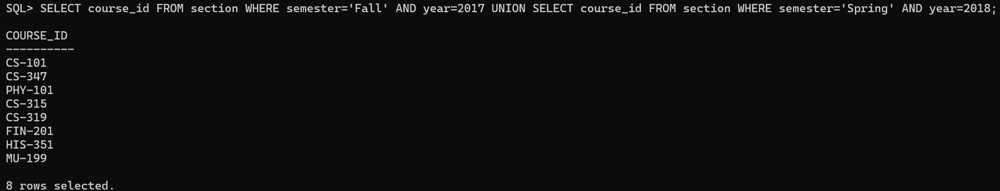 SQL> SELECT course_id FROM section WHERE semester='Fall' AND year=2017 UNION SELECT course_id FROM section WHERE semester='Spring' AND year=2018;
COURSE_ID
----------
CS-101
CS-347
PHY-101
CS-315
CS-319
FIN-201
HIS-351
MU-199
8 rows selected.